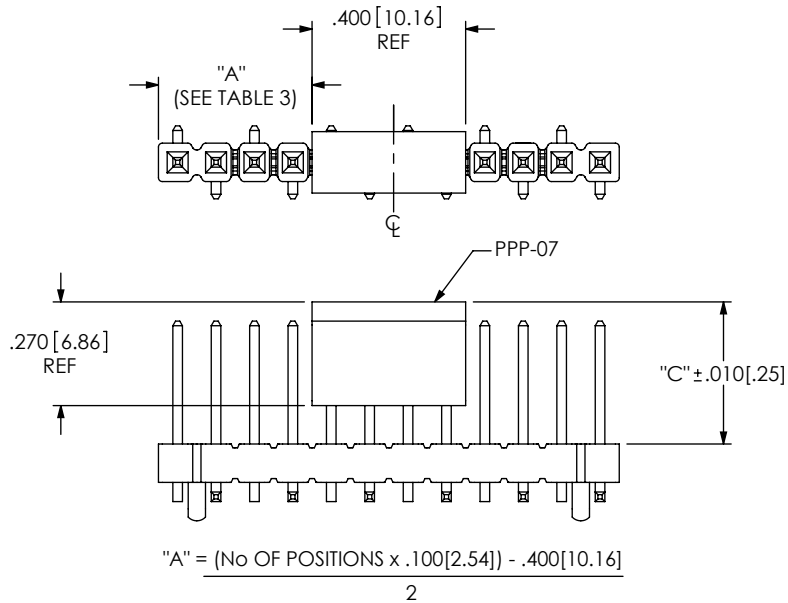 .400 [10.16]
REF
"A"
(SEE TABLE 3)
℄
PPP-07
.270 [6.86]
REF
"C" ±.010[.25]
"A" = (No OF POSITIONS x .100[2.54]) - .400[10.16]
2